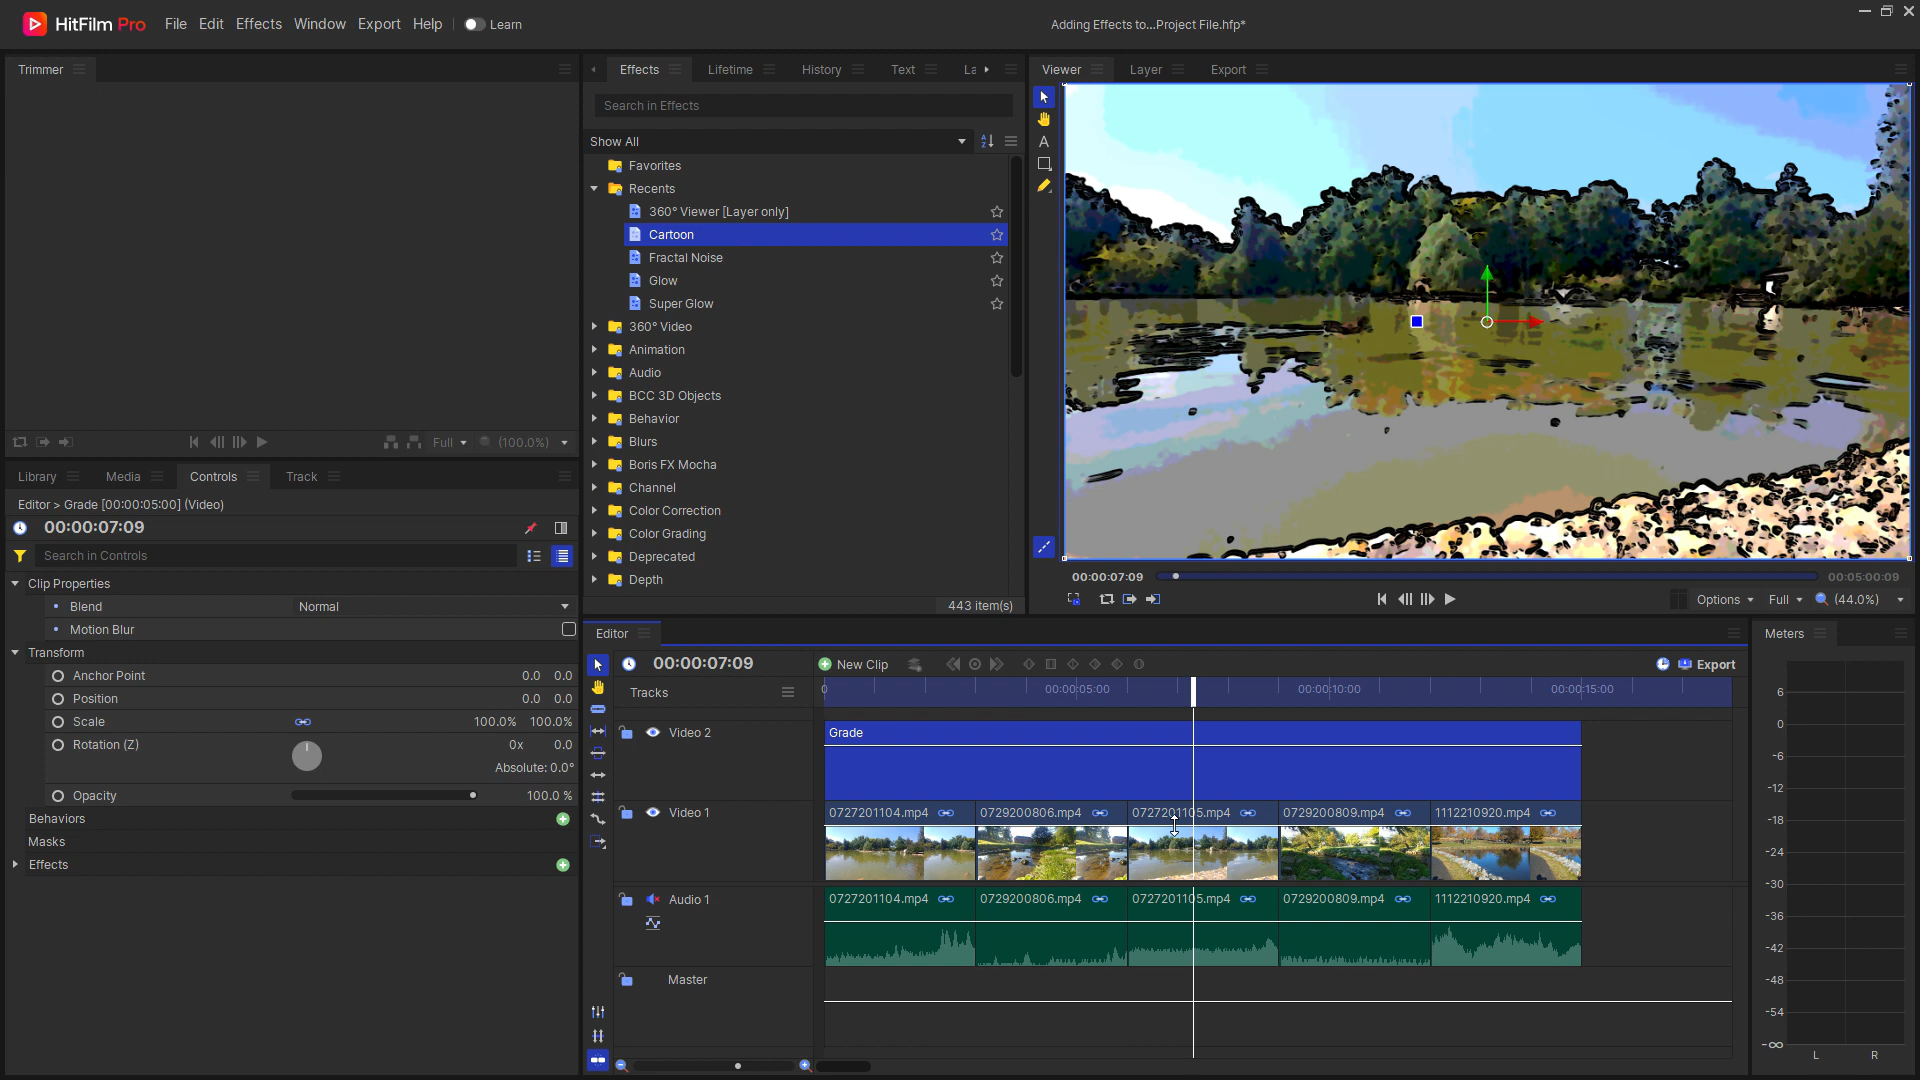 HitFilm Pro File Edit Effects Window Export Help Learn Adding Effects to...Project File.hfp*
Trimmer
Full (100.0%)
Library Media Controls Track
Editor > Grade [00:00:05:00] (Video)
00:00:07:09
Search in Controls
Clip Properties
Blend Normal
Motion Blur
Transform
Anchor Point 0.0 0.0
Position 0.0 0.0
Scale 100.0% 100.0%
Rotation (Z) 0x 0.0
Absolute: 0.0°
Opacity 100.0 %
Behaviors
Masks
Effects
Effects Lifetime History Text La
Search in Effects
Show All
Favorites
Recents
360° Viewer [Layer only]
Cartoon
Fractal Noise
Glow
Super Glow
360° Video
Animation
Audio
BCC 3D Objects
Behavior
Blurs
Boris FX Mocha
Channel
Color Correction
Color Grading
Deprecated
Depth
443 item(s)
Viewer Layer Export
A
00:00:07:09 00:05:00:09
Options Full (44.0%)
Editor
00:00:07:09 New Clip Export
Tracks 0 00:00:05:00 00:00:10:00 00:00:15:00
Video 2 Grade
Video 1 0727201104.mp4 0729200806.mp4 0727201105.mp4 0729200809.mp4 1112210920.mp4
Audio 1 0727201104.mp4 0729200806.mp4 0727201105.mp4 0729200809.mp4 1112210920.mp4
Master
Meters
6
0
-6
-12
-18
-24
-30
-36
-42
-48
-54
-∞
L R